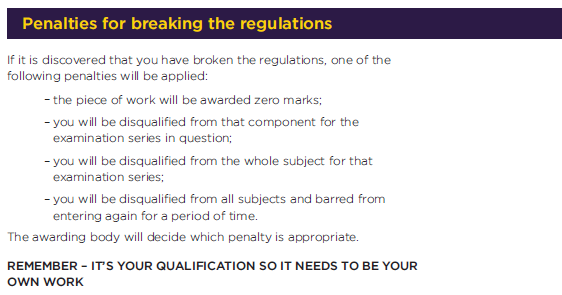 Penalties for breaking the regulations
If it is discovered that you have broken the regulations, one of the
following penalties will be applied:
– the piece of work will be awarded zero marks;
– you will be disqualified from that component for the
examination series in question;
– you will be disqualified from the whole subject for that
examination series;
– you will be disqualified from all subjects and barred from
entering again for a period of time.
The awarding body will decide which penalty is appropriate.
REMEMBER – IT'S YOUR QUALIFICATION SO IT NEEDS TO BE YOUR
OWN WORK